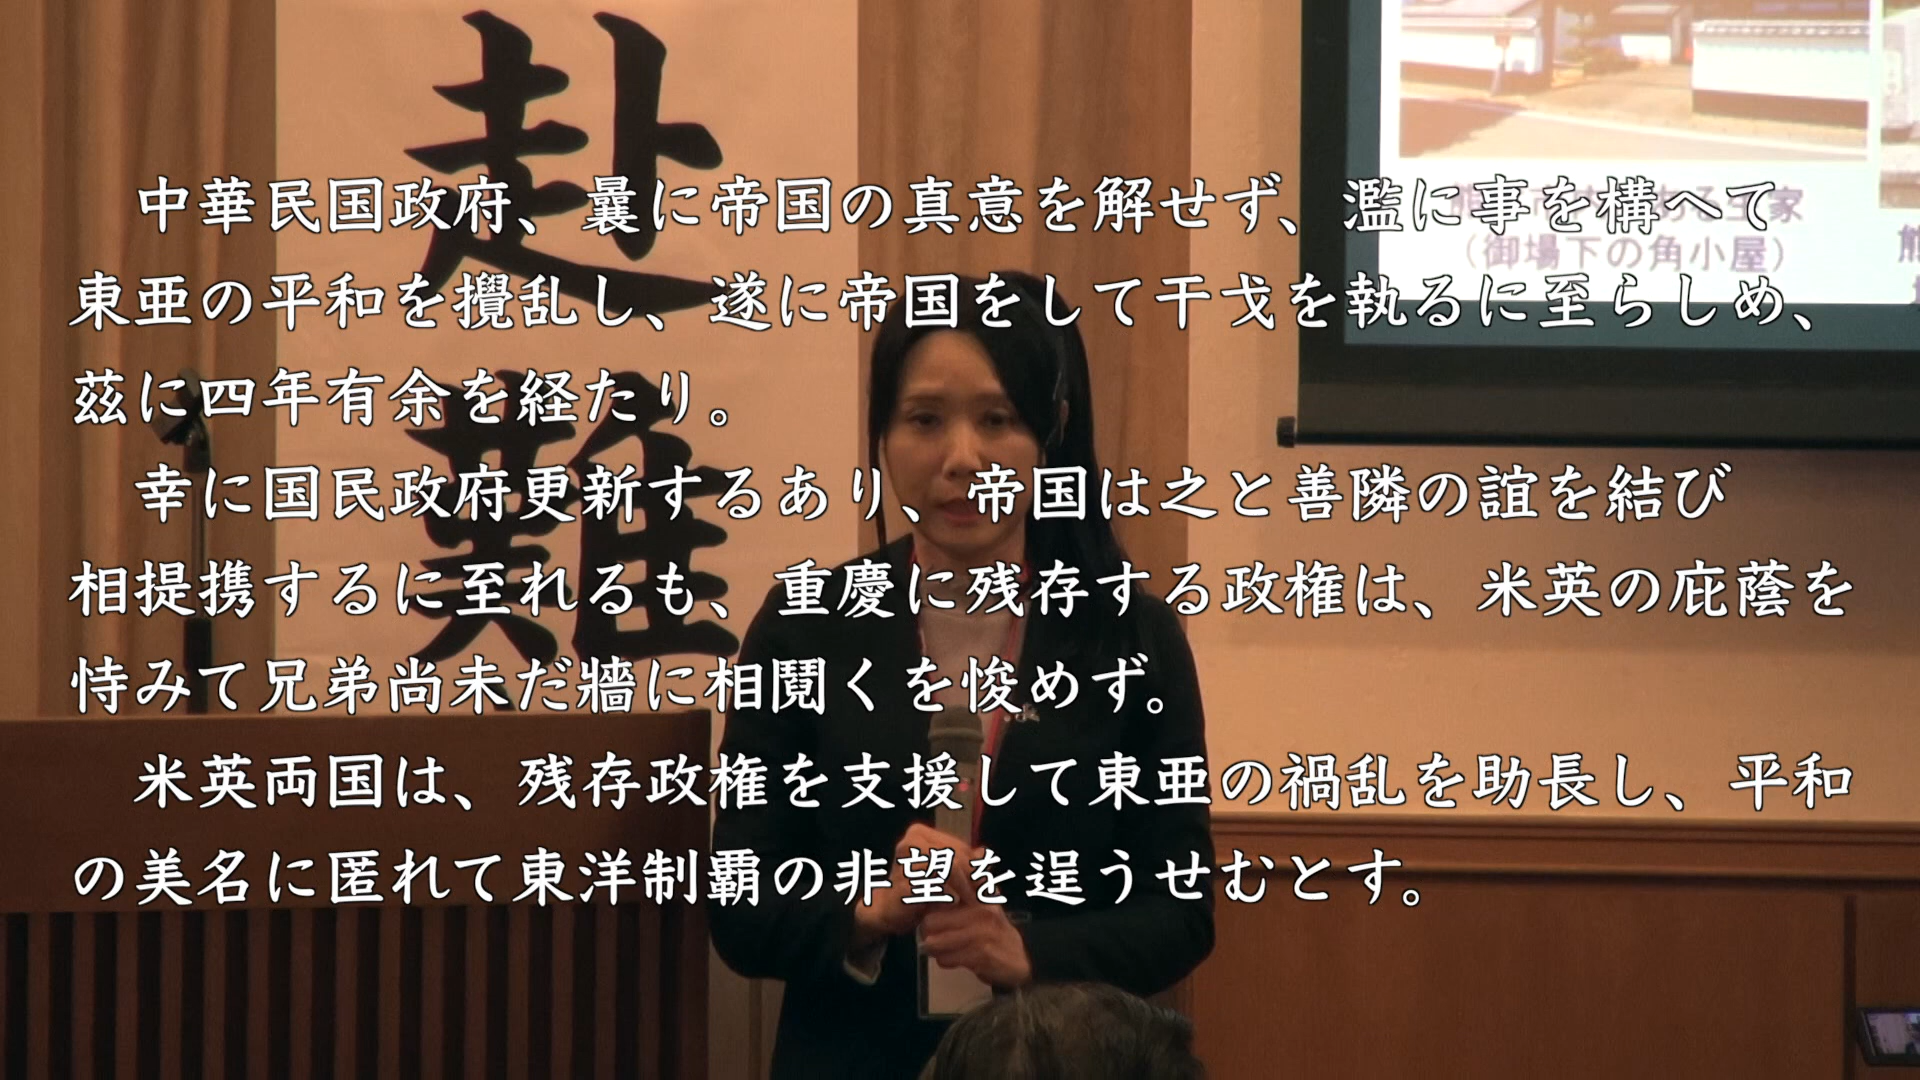 赴難
中華民国政府、曩に帝国の真意を解せず、濫に事を構へて
東亜の平和を攪乱し、遂に帝国をして干戈を執るに至らしめ、
茲に四年有余を経たり。
幸に国民政府更新するあり、帝国は之と善隣の誼を結び
相提携するに至れるも、重慶に残存する政権は、米英の庇蔭を
恃みて兄弟尚未だ牆に相鬩くを悛めず。
米英両国は、残存政権を支援して東亜の禍乱を助長し、平和
の美名に匿れて東洋制覇の非望を逞うせむとす。
(御場下の角小屋)